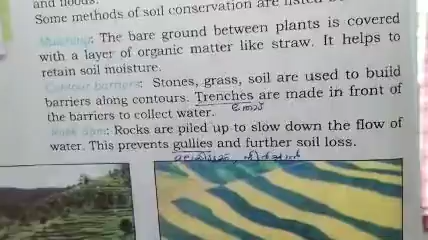 and floods.
Some methods of soil conservation are listed
Mulching: The bare ground between plants is covered
with a layer of organic matter like straw. It helps to
retain soil moisture.
Contour barriers: Stones, grass, soil are used to build
barriers along contours. Trenches are made in front of
the barriers to collect water.
Rock dam: Rocks are piled up to slow down the flow of
water. This prevents gullies and further soil loss.